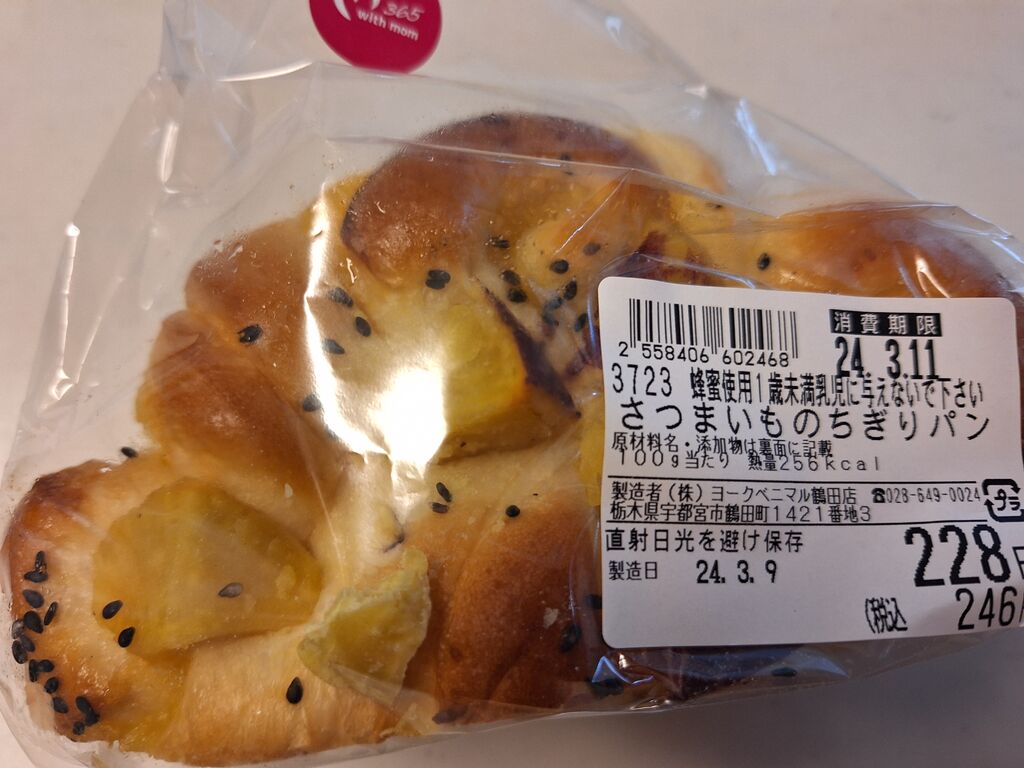 365
with mom
消費期限
2 558406 602468
24. 3.11
3723 蜂蜜使用1歳未満乳児に与えないで下さい
さつまいものちぎりパン
原材料名・添加物は裏面に記載
100g当たり 熱量256kcal
製造者(株)ヨークベニマル鶴田店 ☎028-649-0024
栃木県宇都宮市鶴田町1421番地3
プラ
直射日光を避け保存
228円
製造日 24. 3. 9
(税込 246